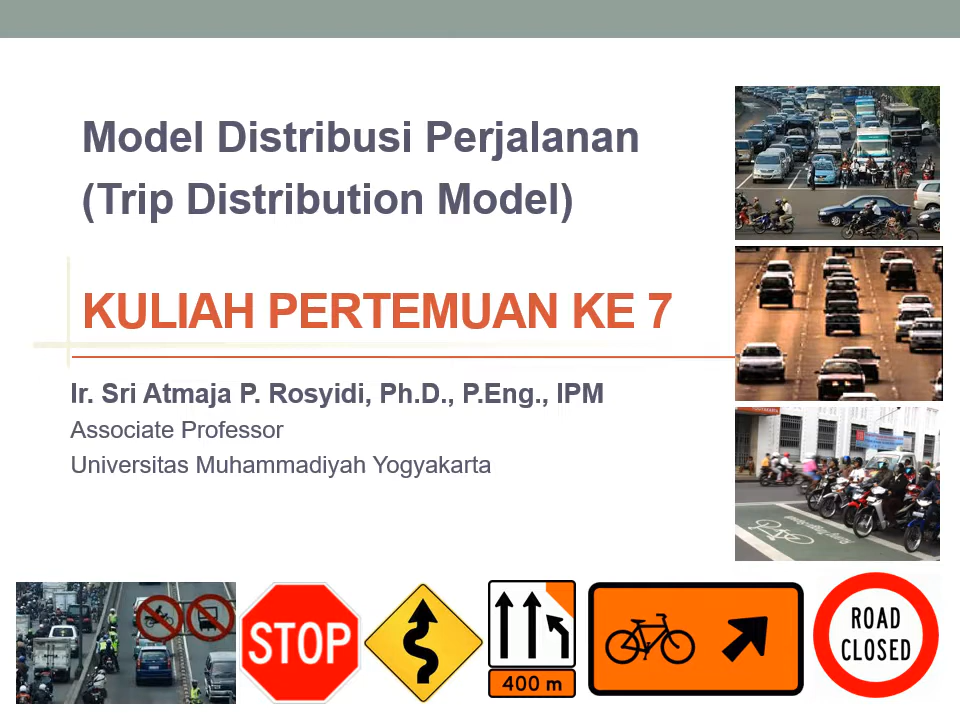 Model Distribusi Perjalanan
(Trip Distribution Model)
KULIAH PERTEMUAN KE 7
Ir. Sri Atmaja P. Rosyidi, Ph.D., P.Eng., IPM
Associate Professor
Universitas Muhammadiyah Yogyakarta
STOP
400 m
ROAD
CLOSED